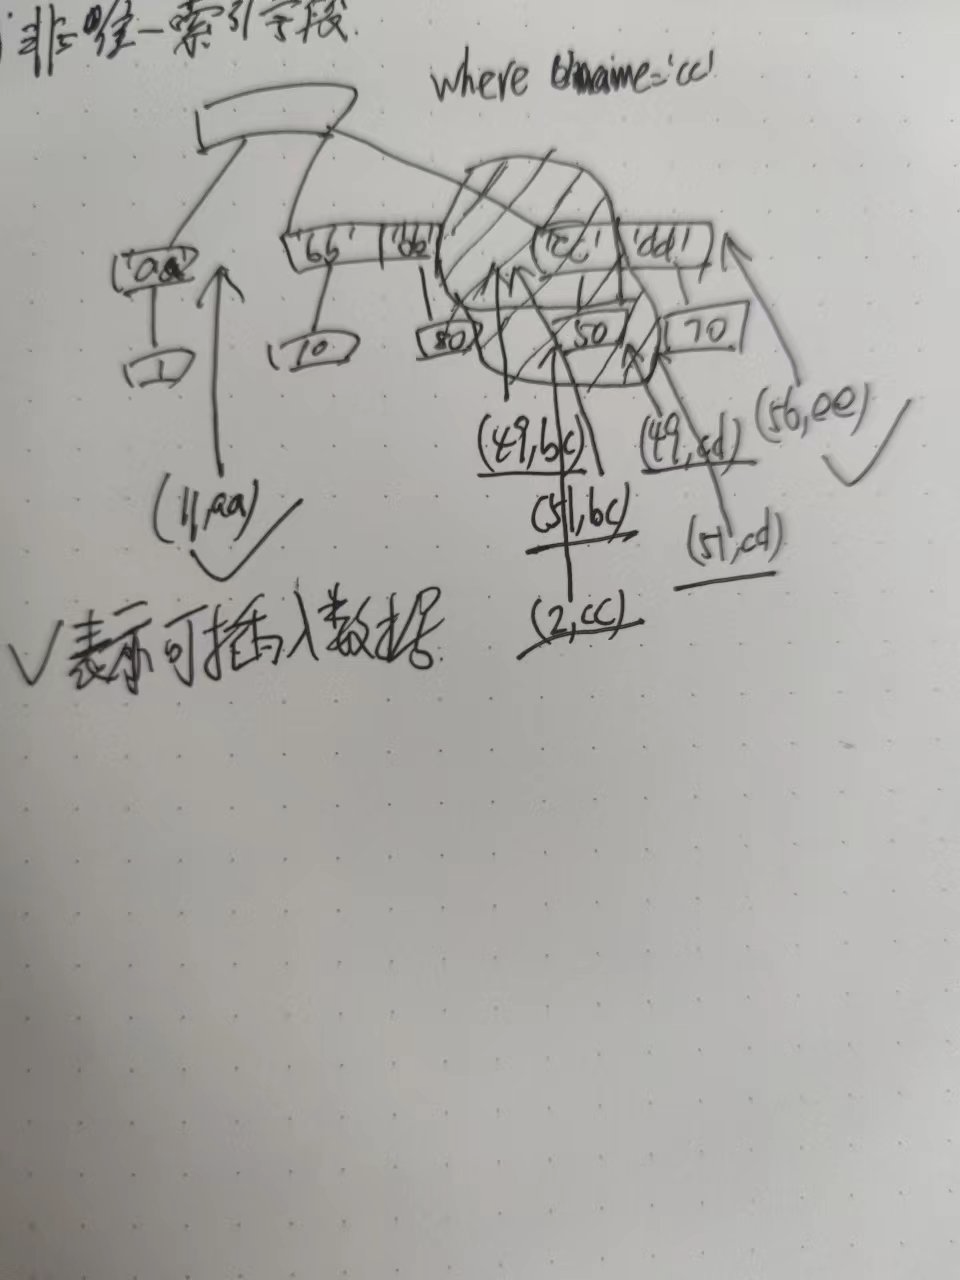 非唯一索引字段
where name='cc'
'aa' 'bb' 'bb' 'cc' 'dd'
1 10 80 50 70
(49,bc) (49,cd) (56,ee)
(11,aa) (51,bc) (51,cd)
(2,cc)
√表示可插入数据